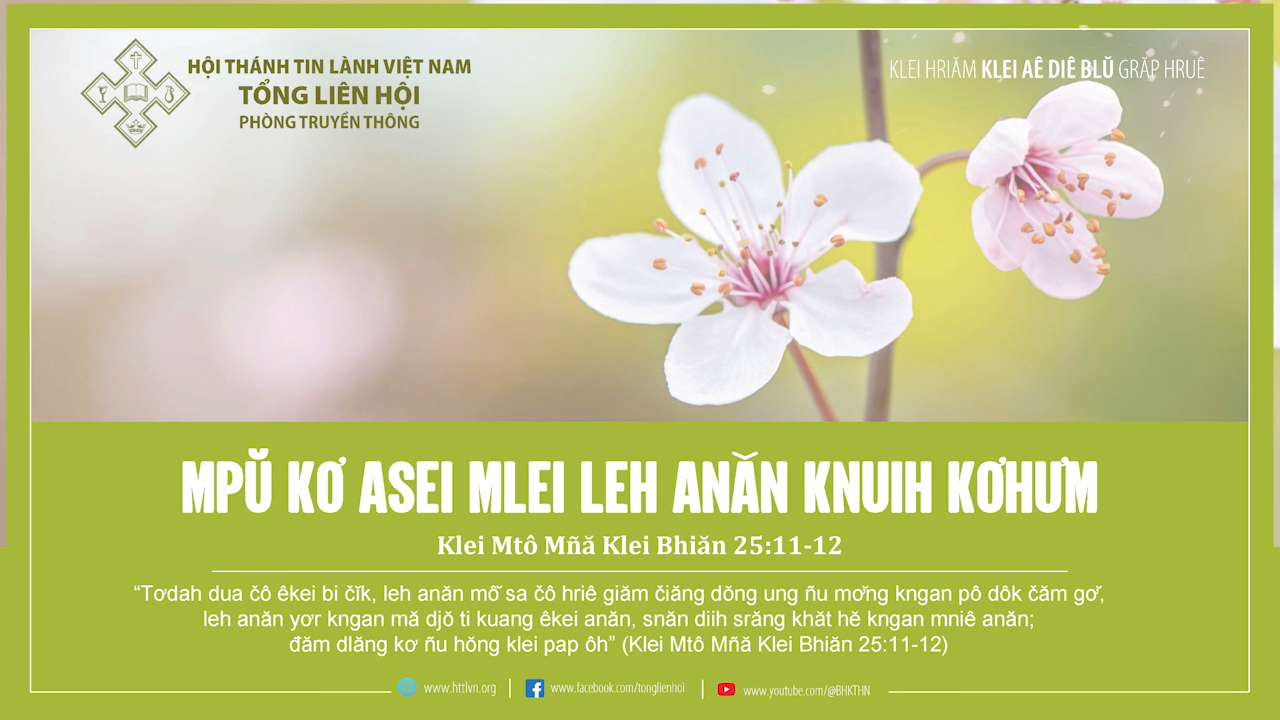 HỘI THÁNH TIN LÀNH VIỆT NAM
TỔNG LIÊN HỘI
PHÒNG TRUYỀN THÔNG
KLEI HRIĂM KLEI AÊ DIÊ BLŬ GRĂP HRUÊ
MPŬ KƠ ASEI MLEI LEH ANĂN KNUIH KƠHƯM
Klei Mtô Mñă Klei Bhiăn 25:11-12
“Tơdah dua čô êkei bi čĭk, leh anăn mô̆ sa čô hriê giăm čiăng dŏng ung ñu mơ̆ng kngan pô dôk čăm gơ̆,
leh anăn yơr kngan mă djŏ ti kuang êkei anăn, snăn diih srăng khăt hĕ kngan mniê anăn;
đăm dlăng kơ ñu hŏng klei pap ôh” (Klei Mtô Mñă Klei Bhiăn 25:11-12)
www.httlvn.org
www.facebook.com/tonglienhoi
www.youtube.com/@BHKTHN